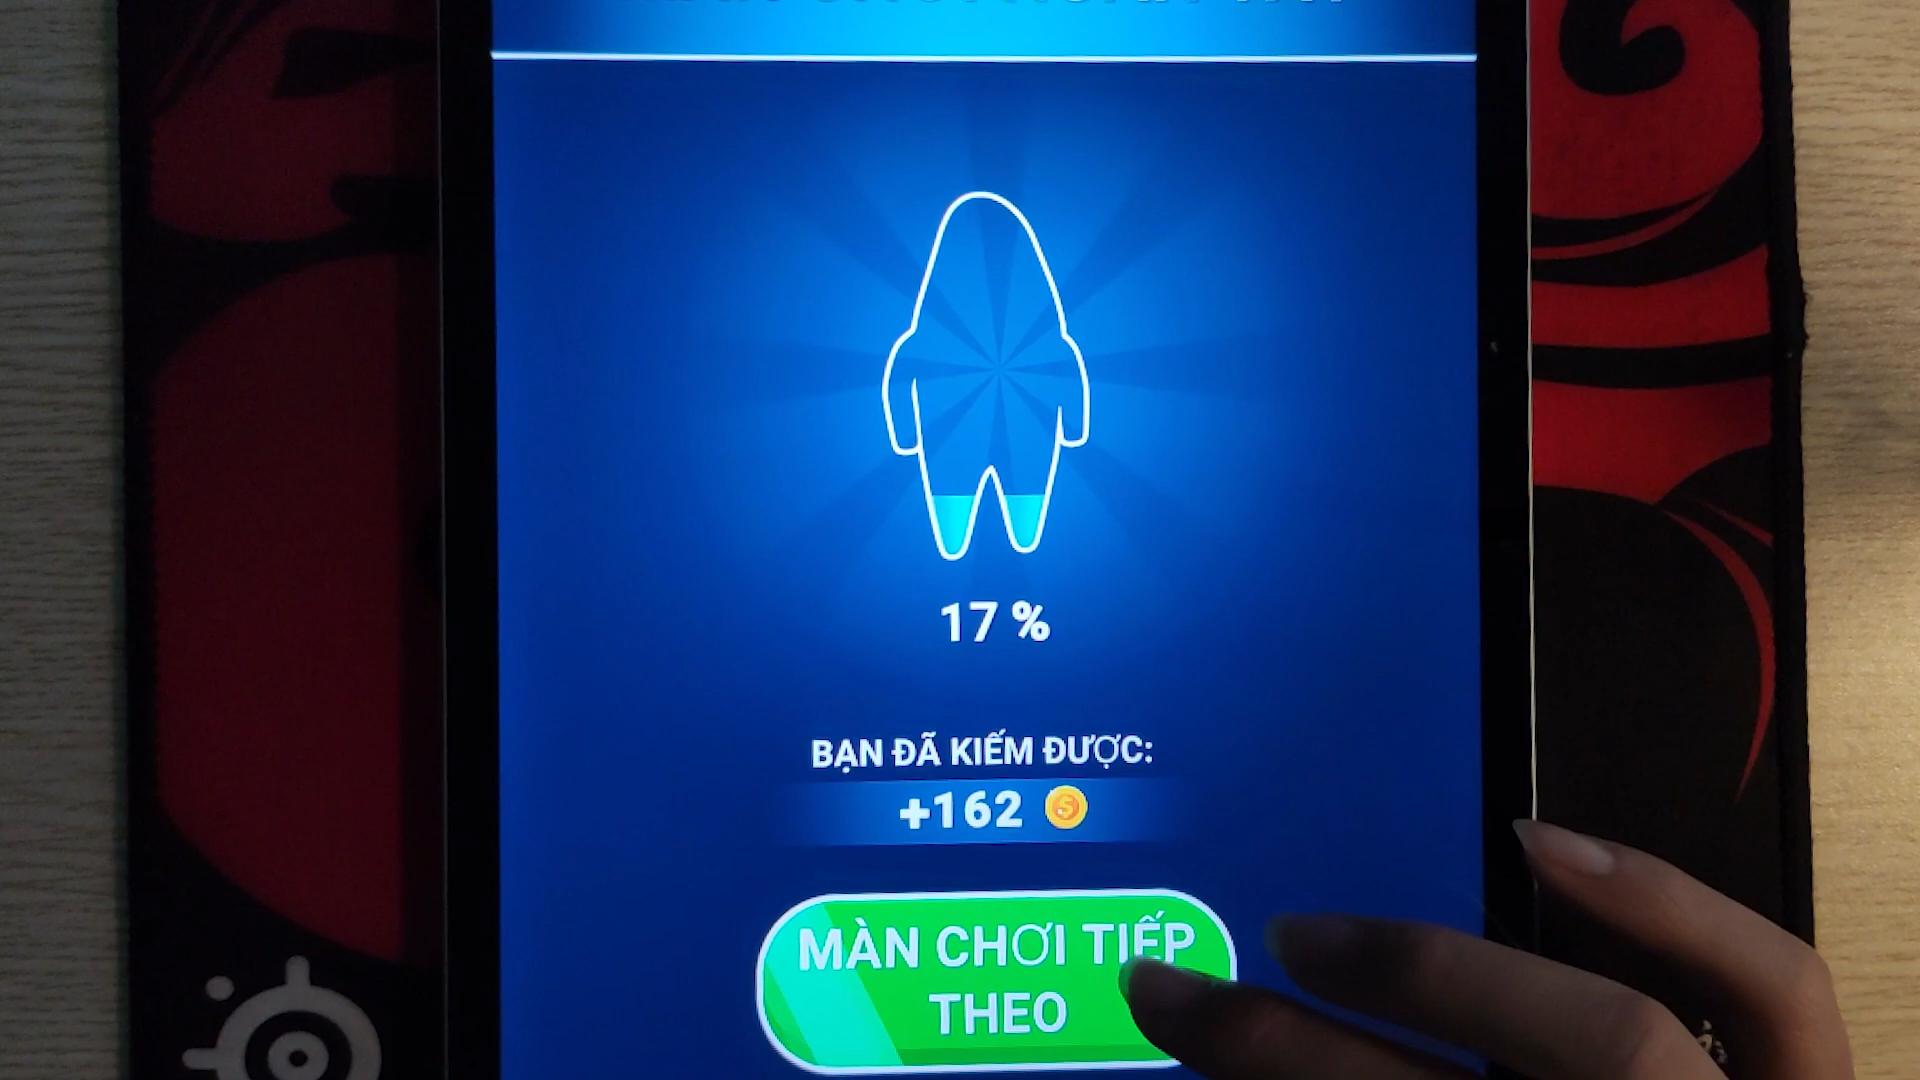 17 %
BẠN ĐÃ KIẾM ĐƯỢC:
+162
MÀN CHƠI TIẾP
THEO